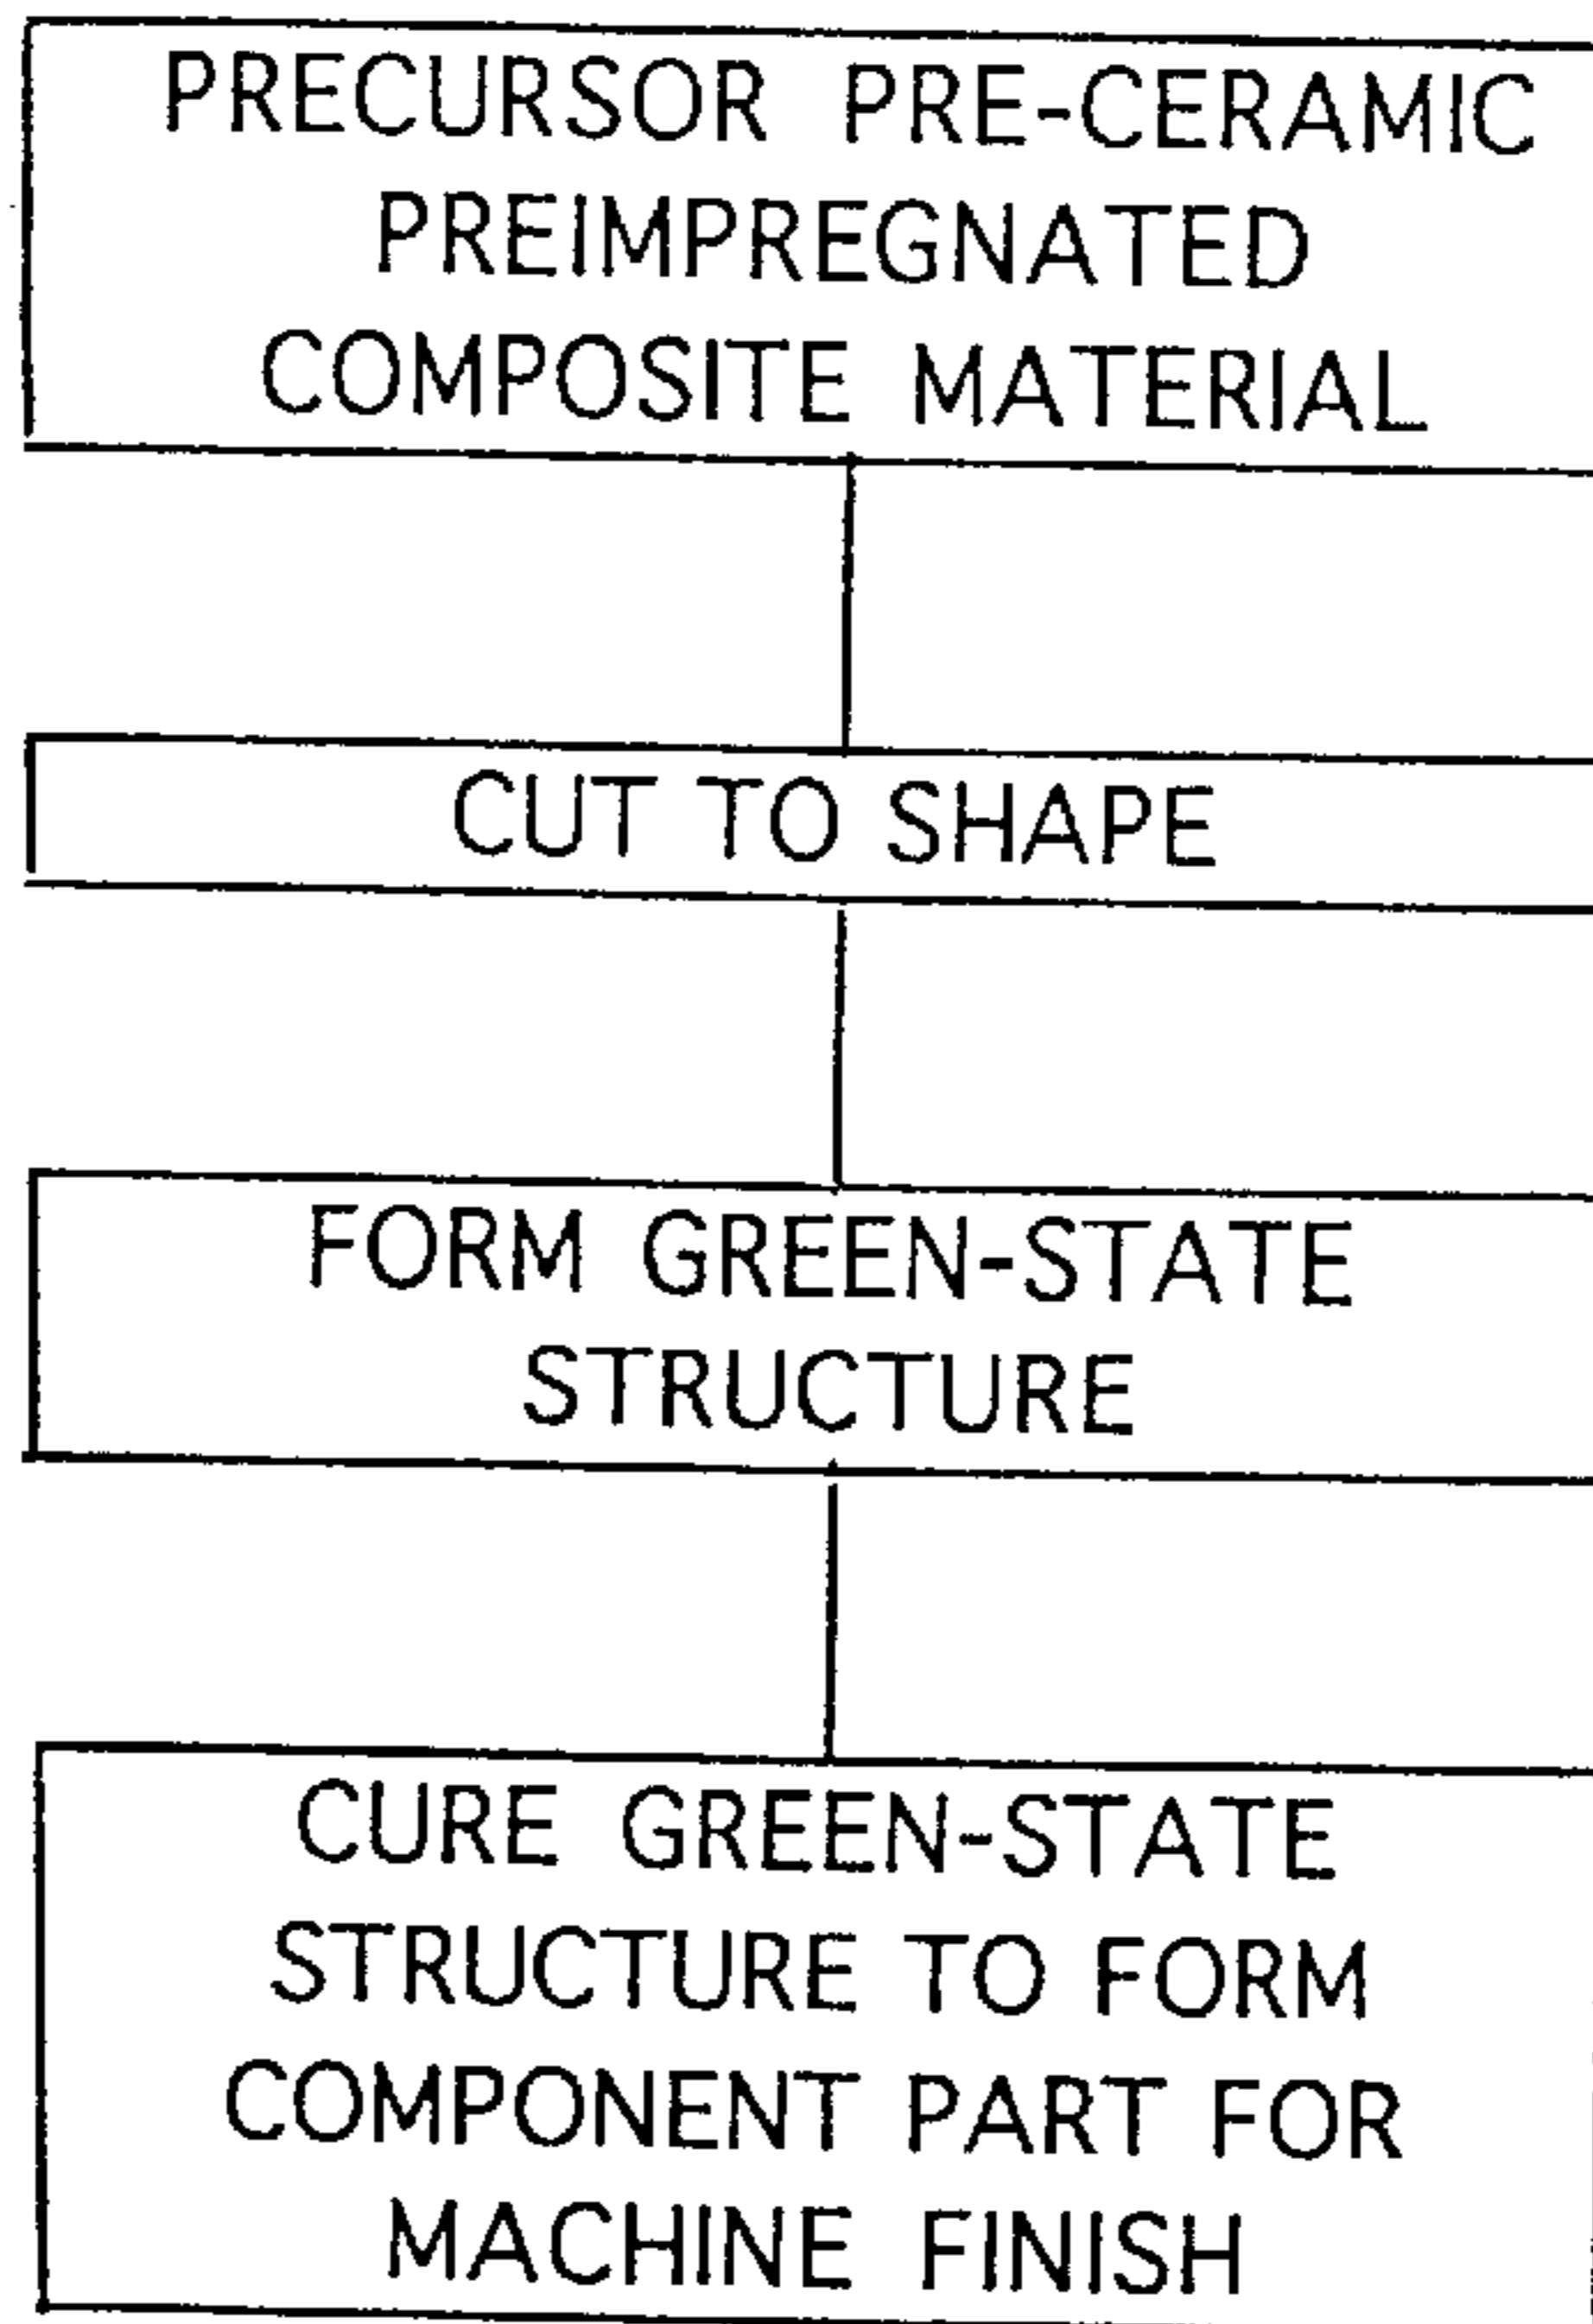 PRECURSOR PRE-CERAMIC
PREIMPREGNATED
COMPOSITE MATERIAL
CUT TO SHAPE
FORM GREEN-STATE
STRUCTURE
CURE GREEN-STATE
STRUCTURE TO FORM
COMPONENT PART FOR
MACHINE FINISH